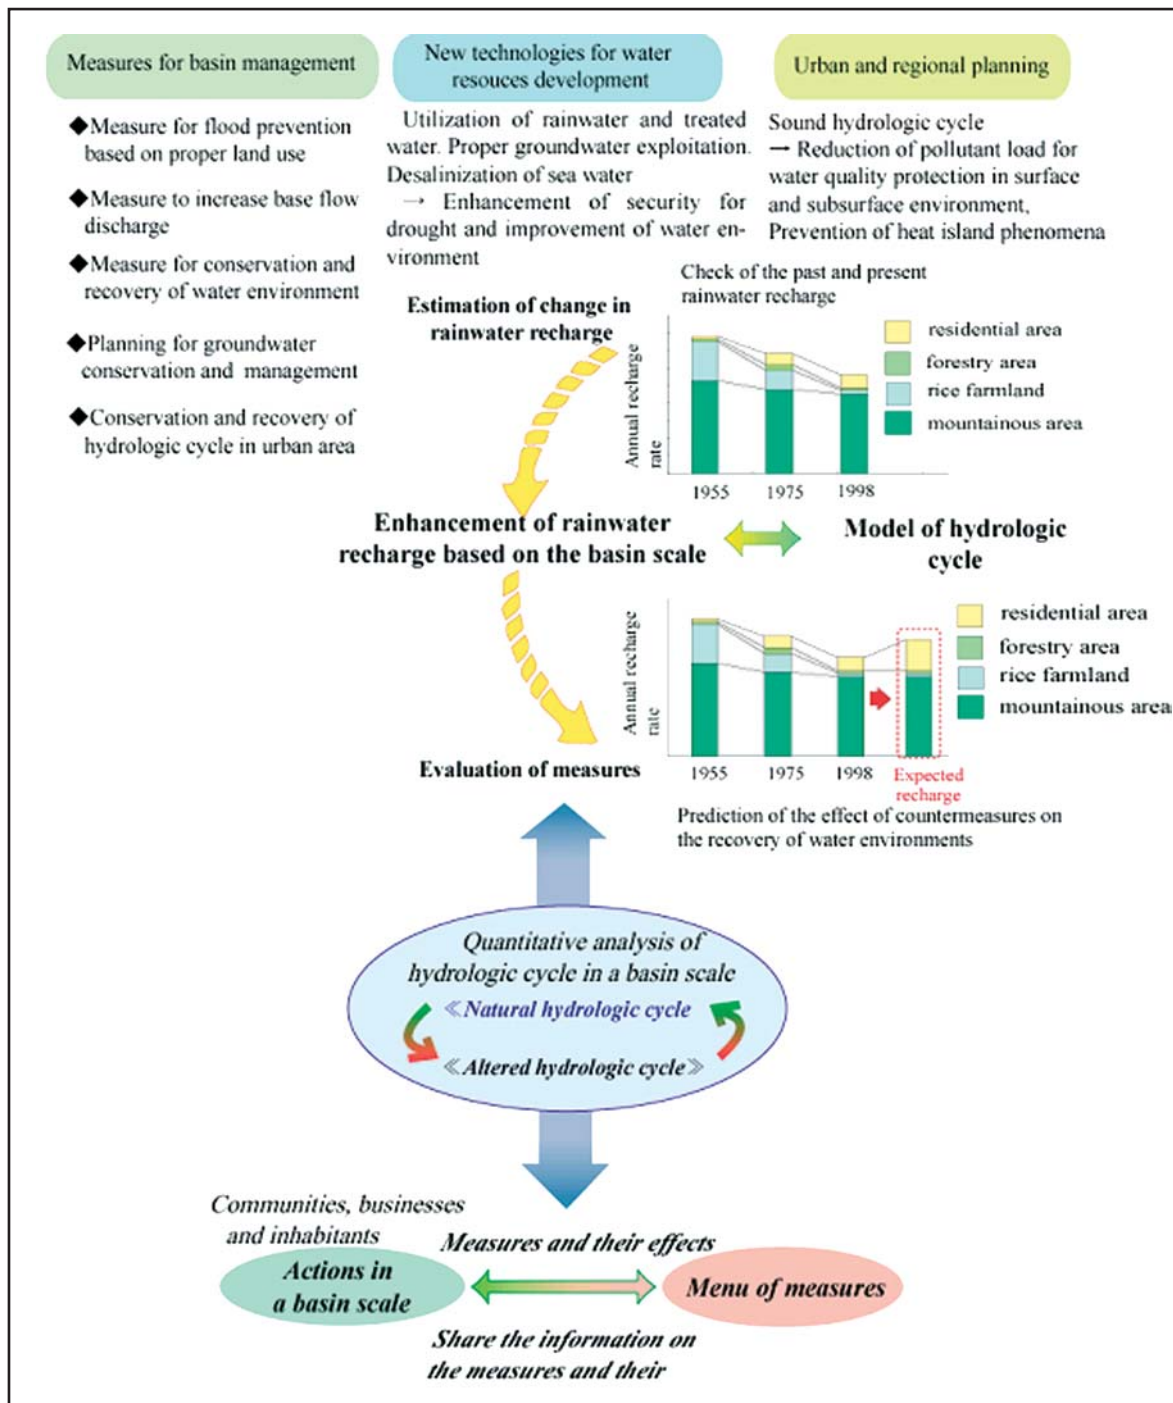 Measures for basin management
◆Measure for flood prevention
based on proper land use
◆Measure to increase base flow
discharge
◆Measure for conservation and
recovery of water environment
◆Planning for groundwater
conservation and management
◆Conservation and recovery of
hydrologic cycle in urban area
New technologies for water
resouces development
Utilization of rainwater and treated
water. Proper groundwater exploitation.
Desalinization of sea water
→ Enhancement of security for
drought and improvement of water en-
vironment
Urban and regional planning
Sound hydrologic cycle
→ Reduction of pollutant load for
water quality protection in surface
and subsurface environment,
Prevention of heat island phenomena
Estimation of change in
rainwater recharge
Check of the past and present
rainwater recharge
Annual recharge
rate
residential area
forestry area
rice farmland
mountainous area
1955 1975 1998
Enhancement of rainwater
recharge based on the basin scale
Model of hydrologic
cycle
Annual recharge
rate
residential area
forestry area
rice farmland
mountainous area
1955 1975 1998 Expected
recharge
Evaluation of measures
Prediction of the effect of countermeasures on
the recovery of water environments
Quantitative analysis of
hydrologic cycle in a basin scale
≪Natural hydrologic cycle
≪Altered hydrologic cycle≫
Communities, businesses
and inhabitants
Actions in
a basin scale
Measures and their effects
Menu of measures
Share the information on
the measures and their